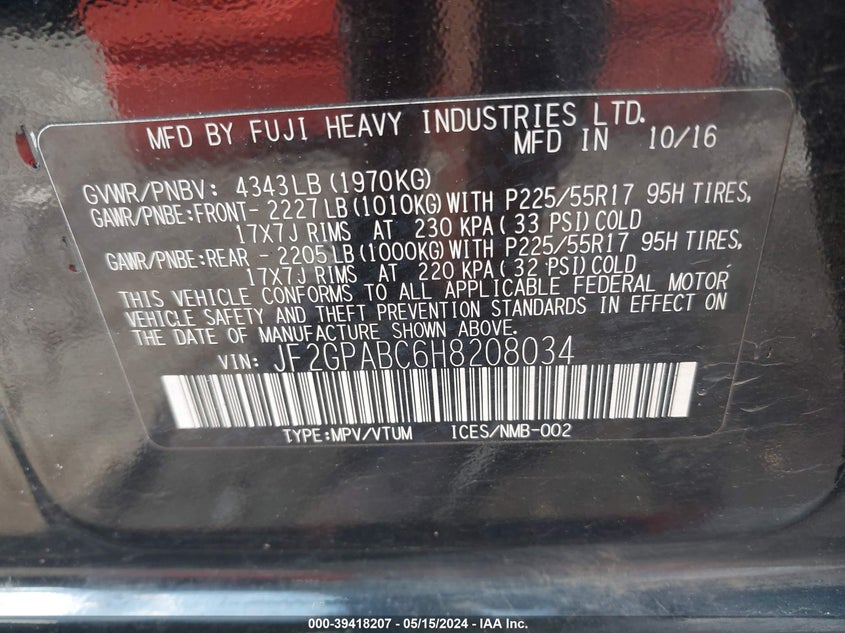 MFD BY FUJI HEAVY INDUSTRIES LTD.
MFD IN 10/16
GVWR/PNBV: 4343LB (1970KG)
GAWR/PNBE:FRONT- 2227LB(1010KG)WITH P225/55R17 95H TIRES,
17X7J RIMS AT 230 KPA(33 PSI)COLD
GAWR/PNBE:REAR - 2205LB(1000KG)WITH P225/55R17 95H TIRES,
17X7J RIMS AT 220 KPA(32 PSI)COLD
THIS VEHICLE CONFORMS TO ALL APPLICABLE FEDERAL MOTOR
VEHICLE SAFETY AND THEFT PREVENTION STANDARDS IN EFFECT ON
THE DATE OF MANUFACTURE SHOWN ABOVE.
VIN: JF2GPABC6H8208034
TYPE:MPV/VTUM ICES/NMB-002
000-39418207 - 05/15/2024 - IAA Holdings, LLC.